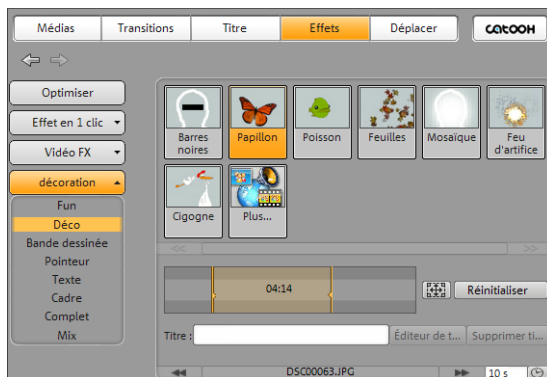 Médias Transitions Titre Effets Déplacer CATOOH
Optimiser
Effet en 1 clic
Vidéo FX
décoration
Fun
Déco
Bande dessinée
Pointeur
Texte
Cadre
Complet
Mix
Barres noires
Papillon
Poisson
Feuilles
Mosaïque
Feu d'artifice
Cigogne
Plus...
<< >>
04:14
Réinitialiser
Titre :
Éditeur de t... Supprimer ti...
DSC00063.JPG
10 s